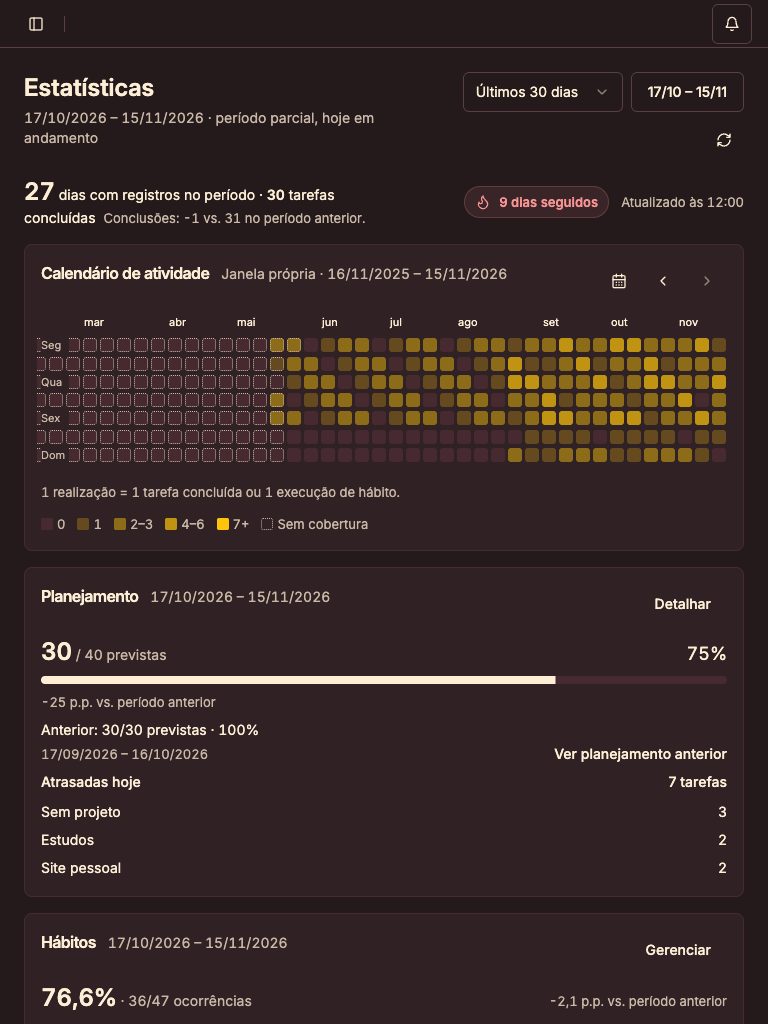 Estatísticas
Últimos 30 dias
17/10 – 15/11
17/10/2026 – 15/11/2026 · período parcial, hoje em
andamento
27 dias com registros no período · 30 tarefas
concluídas Conclusões: -1 vs. 31 no período anterior.
9 dias seguidos
Atualizado às 12:00
Calendário de atividade Janela própria · 16/11/2025 – 15/11/2026
mar abr mai jun jul ago set out nov
Seg
Qua
Sex
Dom
1 realização = 1 tarefa concluída ou 1 execução de hábito.
0 1 2–3 4–6 7+ Sem cobertura
Planejamento 17/10/2026 – 15/11/2026
Detalhar
30 / 40 previstas
75%
-25 p.p. vs. período anterior
Anterior: 30/30 previstas · 100%
17/09/2026 – 16/10/2026
Ver planejamento anterior
Atrasadas hoje
7 tarefas
Sem projeto
3
Estudos
2
Site pessoal
2
Hábitos 17/10/2026 – 15/11/2026
Gerenciar
76,6% · 36/47 ocorrências
-2,1 p.p. vs. período anterior